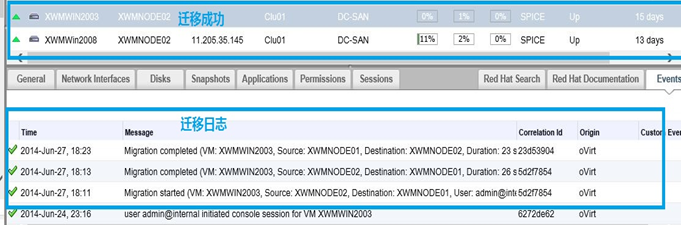 XWMWIN2003 XWMNODE02 Clu01 DC-SAN 0% 1% 0% SPICE Up 15 days
迁移成功
XWMWin2008 XWMNODE02 11.205.35.145 Clu01 DC-SAN 11% 2% 0% SPICE Up 13 days
General Network Interfaces Disks Snapshots Applications Permissions Sessions Red Hat Search Red Hat Documentation Events
迁移日志
Time Message Correlation Id Origin Custom Even
2014-Jun-27, 18:23 Migration completed (VM: XWMWIN2003, Source: XWMNODE01, Destination: XWMNODE02, Duration: 23 s 23d53904 oVirt
2014-Jun-27, 18:13 Migration completed (VM: XWMWIN2003, Source: XWMNODE02, Destination: XWMNODE01, Duration: 26 s 5d2f7854 oVirt
2014-Jun-27, 18:11 Migration started (VM: XWMWIN2003, Source: XWMNODE02, Destination: XWMNODE01, User: admin@inte 5d2f7854 oVirt
2014-Jun-24, 23:16 user admin@internal initiated console session for VM XWMWIN2003 6272de62 oVirt